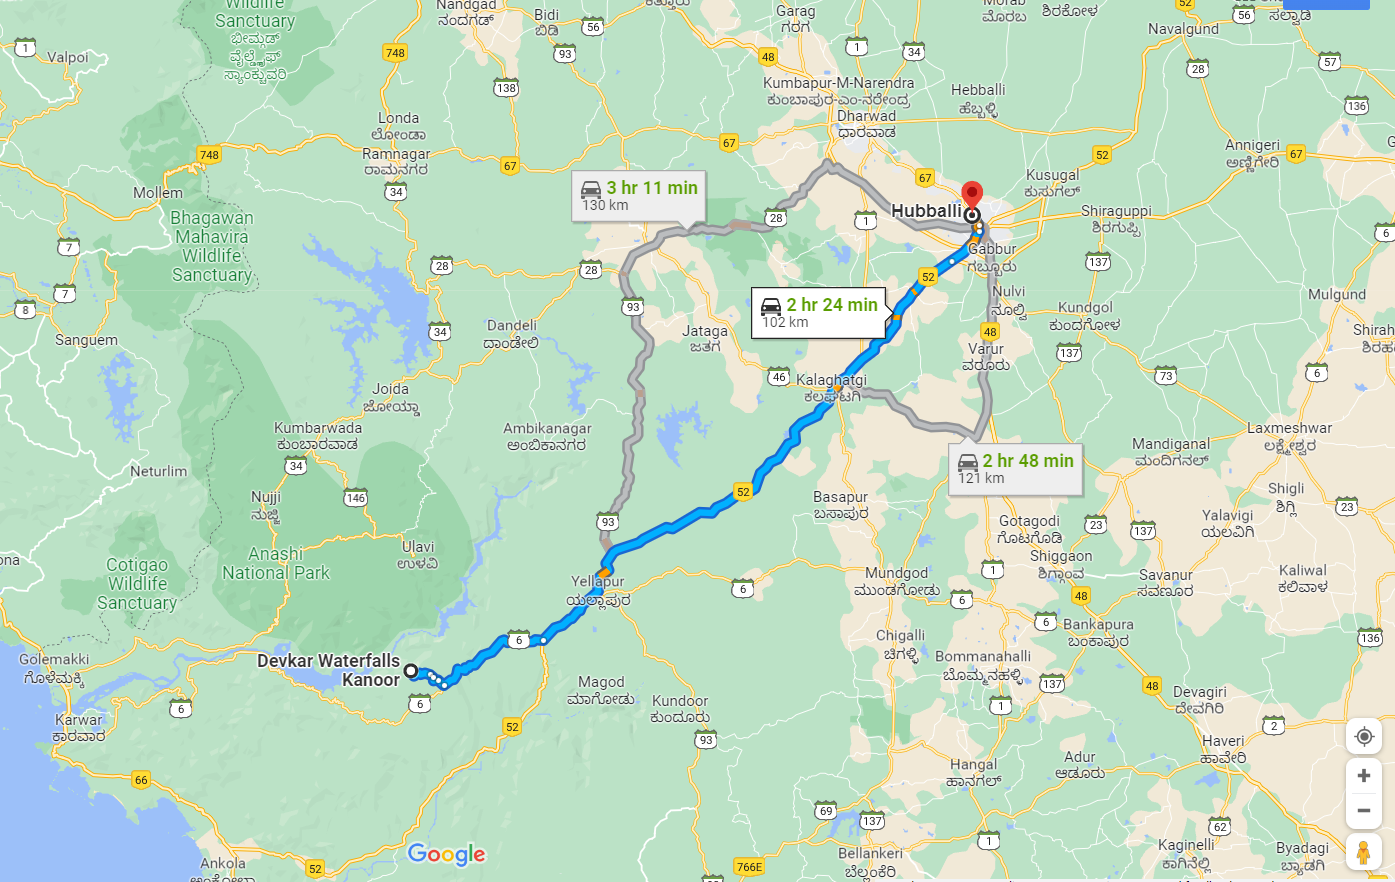 Wildlife
Sanctuary
ಭೀಮ್ಗಡ್
ವೈಲ್ಡ್ಲೈಫ್
ಸ್ಯಾಂಕ್ಚುವರಿ
Nandgad
ನಂದಗಡ್
Bidi
ಬಿಡಿ
56
93
Garag
ಗರಗ
48
1
34
ಮೊರಬ
ಶಿರಕೋಳ
52
56
Navalgund
28
57
1
Valpoi
748
138
Kumbapur-M-Narendra
ಕುಂಬಾಪುರ-ಎಂ-ನರೇಂದ್ರ
Hebballi
ಹೆಬ್ಬಳ್ಳಿ
136
Dharwad
ಧಾರವಾಡ
Londa
ಲೋಂಡಾ
Ramnagar
ರಾಮನಗರ
748
67
67
52
Annigeri
ಅಣ್ಣಿಗೇರಿ
67
Mollem
34
3 hr 11 min
130 km
67
Kusugal
ಕುಸುಗಲ್
Bhagawan
Mahavira
Wildlife
Sanctuary
28
1
Hubballi
Shiraguppi
ಶಿರಗುಪ್ಪಿ
6
7
7
8
28
28
Gabbur
ಗಬ್ಬೂರು
137
52
93
2 hr 24 min
102 km
Nulvi
ನೂಲ್ವಿ
Kundgol
ಕುಂದಗೋಳ
Mulgund
Sanguem
34
Dandeli
ದಾಂಡೇಲಿ
Jataga
ಜತಗ
48
Varur
ವರೂರು
137
Joida
ಜೋಯ್ಡಾ
46
Kalaghatgi
ಕಲಘಟಗಿ
73
6
Kumbarwada
ಕುಂಬಾರವಾಡ
Ambikanagar
ಅಂಬಿಕಾನಗರ
Laxmeshwar
ಲಕ್ಷ್ಮೇಶ್ವರ
Mandiganal
ಮಂದಿಗನಲ್
2 hr 48 min
121 km
Neturlim
34
146
Nujji
ನುಜ್ಜಿ
52
Basapur
ಬಸಾಪುರ
Shigli
ಶಿಗ್ಲಿ
23
93
Gotagodi
ಗೊಟಗೊಡಿ
23
137
Yalavigi
ಯಲವಿಗಿ
Anashi
National Park
Ulavi
ಉಳವಿ
Cotigao
Wildlife
Sanctuary
Shiggaon
ಶಿಗ್ಗಾಂವ
1
Yellapur
ಯಲ್ಲಾಪುರ
6
Mundgod
ಮುಂಡಗೋಡು
6
48
Savanur
ಸವಣೂರ
Kaliwal
ಕಲಿವಾಳ
6
Bankapura
ಬಂಕಾಪುರ
136
6
Chigalli
ಚಿಗಳ್ಳಿ
Bommanahalli
ಬೊಮ್ಮನಹಳ್ಳಿ
Golemakki
ಗೊಳೆಮಕ್ಕಿ
Devkar Waterfalls
Kanoor
6
6
Magod
ಮಾಗೋಡು
Kundoor
ಕುಂದೂರು
137
48
Devagiri
ದೇವಗಿರಿ
1
Karwar
ಕಾರವಾರ
52
93
2
Haveri
ಹಾವೇರಿ
66
Hangal
ಹಾನಗಲ್
Adur
ಆಡೂರು
69
137
1
62
Google
Ankola
52
766E
Bellankeri
ಬೆಲ್ಲಂಕೆರಿ
Kaginelli
ಕಾಗಿನೆಲ್ಲಿ
Byadagi
ಬ್ಯಾಡಗಿ